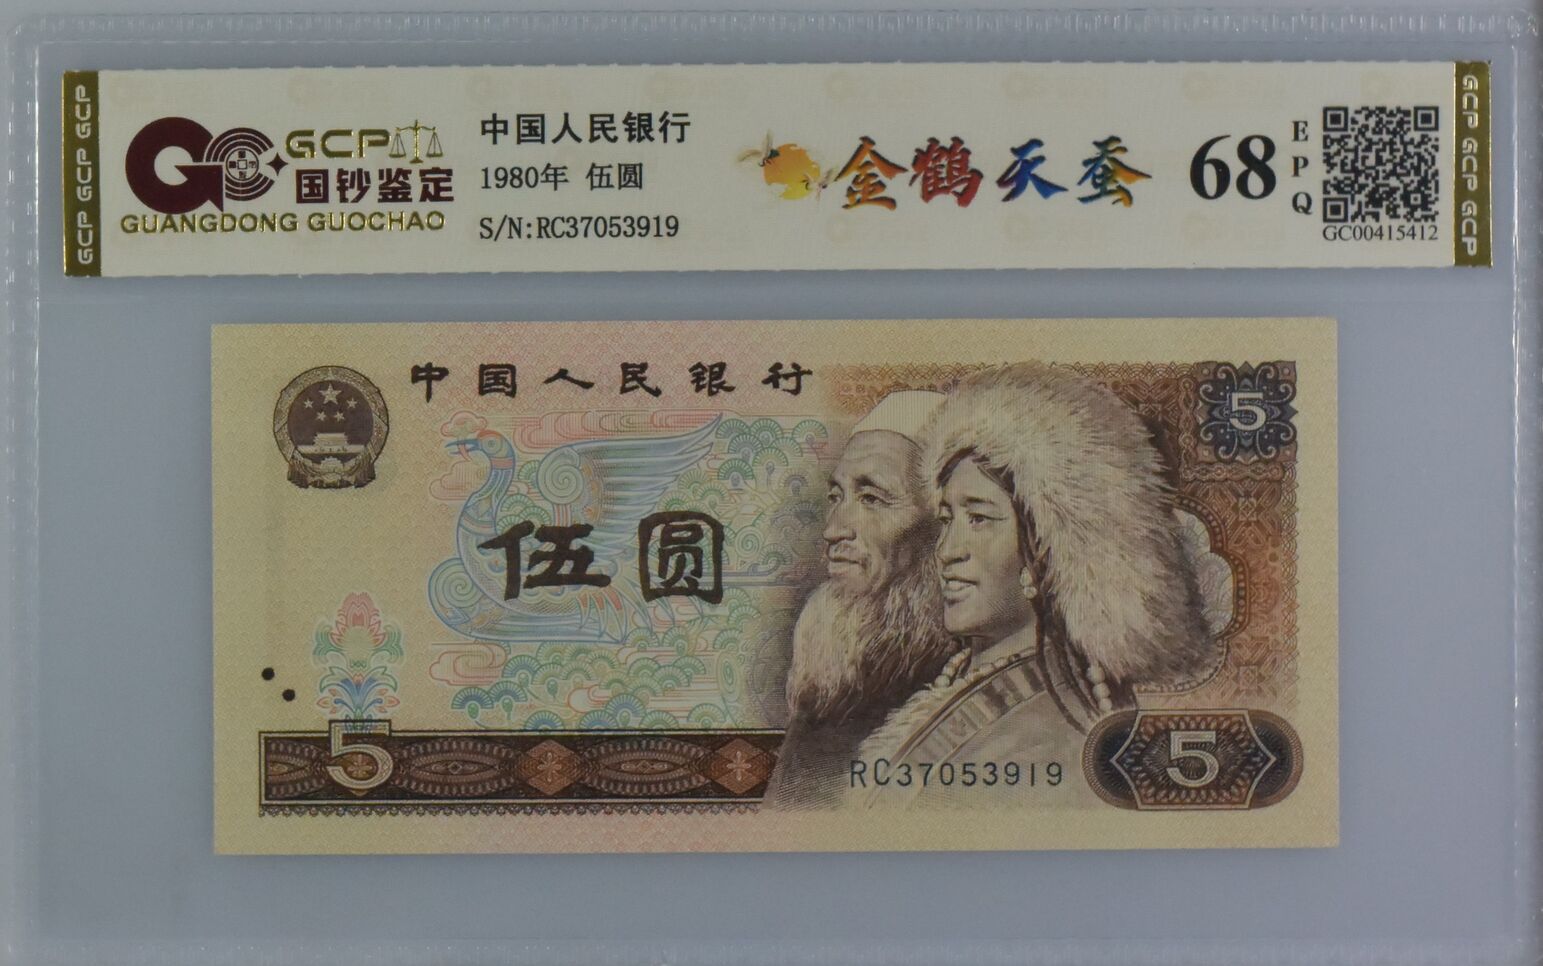 GCP GCP GCP
GCP
国钞鉴定
GUANGDONG GUOCHAO
中国人民银行
1980年 伍圆
S/N:RC37053919
金鹤天蚕
68
EPQ
GC00415412
GCP GCP GCP
中国人民银行
5
伍圆
5
RC37053919
5